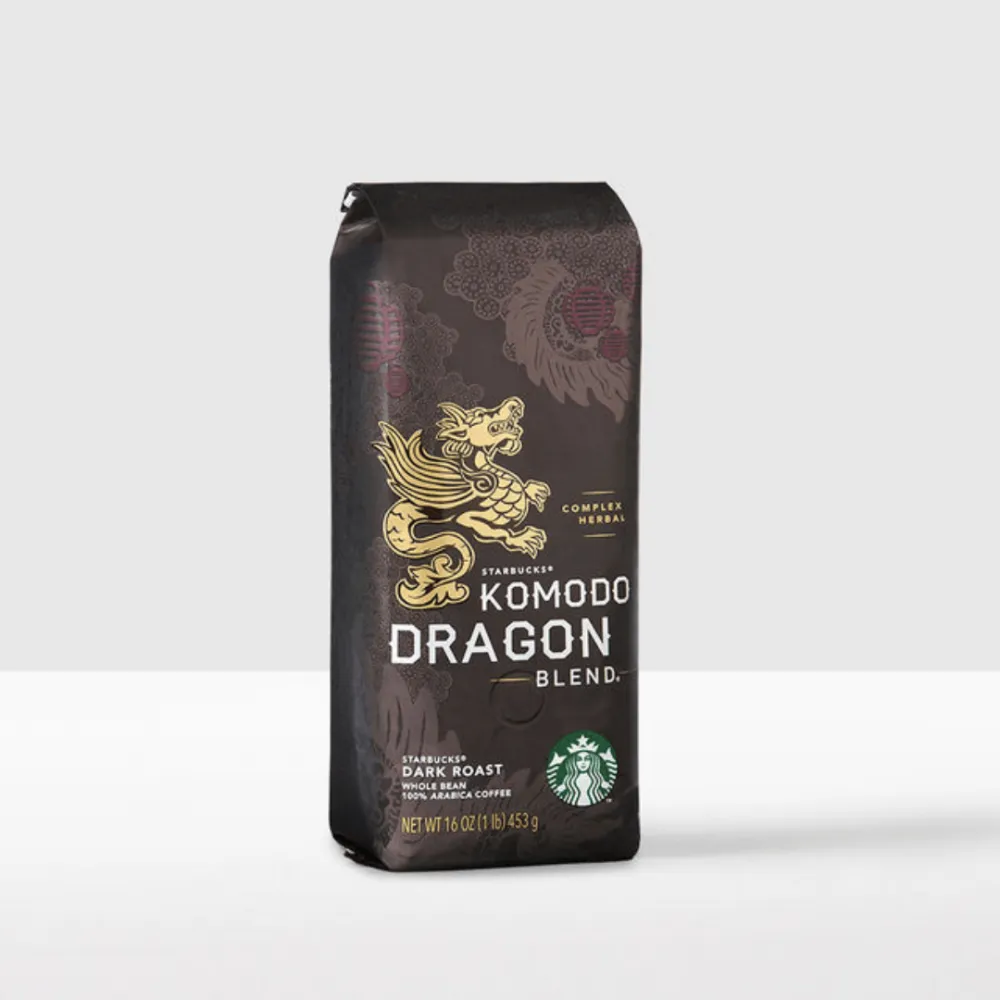 COMPLEX
HERBAL
STARBUCKS®
KOMODO
DRAGON
BLEND®
STARBUCKS®
DARK ROAST
WHOLE BEAN
100% ARABICA COFFEE
NET WT 16 OZ (1 lb) 453 g
TM